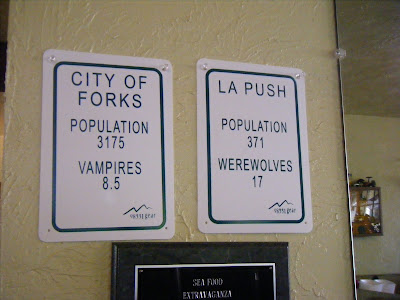 CITY OF
FORKS
POPULATION
3175
VAMPIRES
8.5
LA PUSH
POPULATION
371
WEREWOLVES
17
SEA FOOD
EXTRAVAGANZA